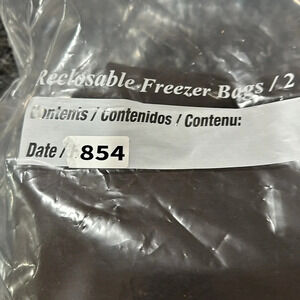 Reclosable Freezer Bags / 2
Contents / Contenidos / Contenu:
Date / 854